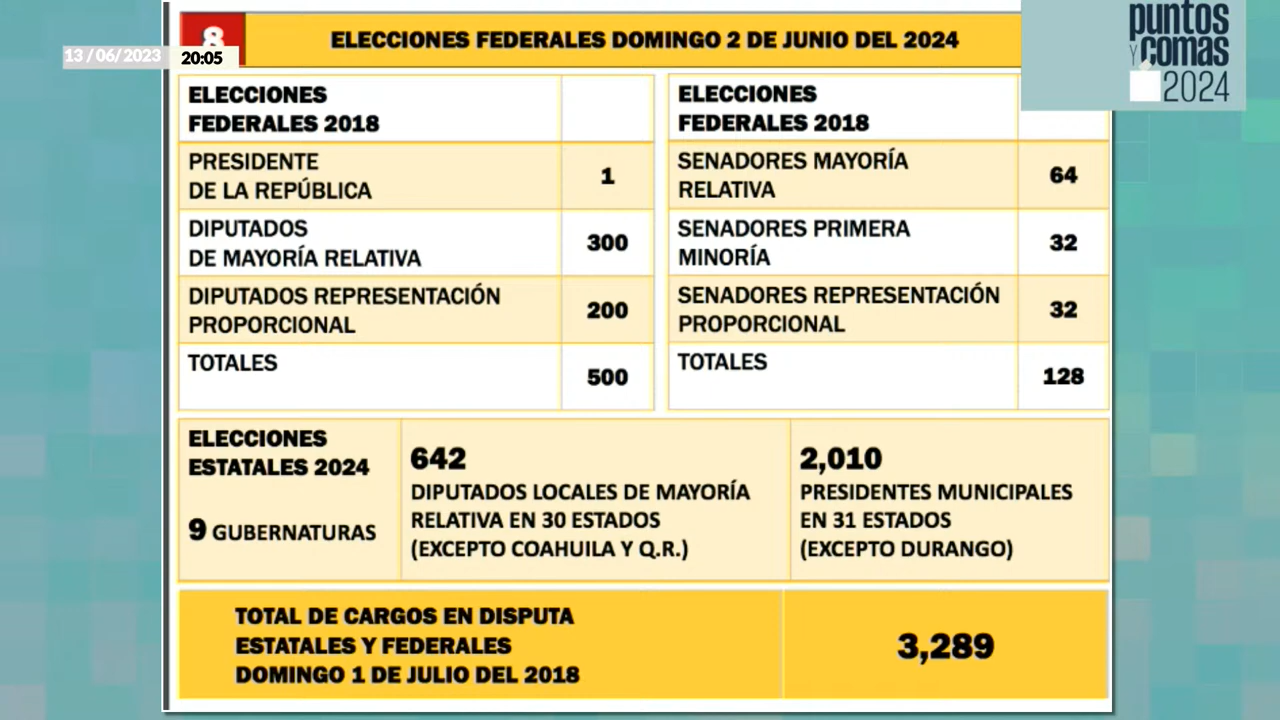 8
ELECCIONES FEDERALES DOMINGO 2 DE JUNIO DEL 2024
puntos
Y comas
2024
13/06/2023 20:05
ELECCIONES
FEDERALES 2018
PRESIDENTE
DE LA REPÚBLICA
1
DIPUTADOS
DE MAYORÍA RELATIVA
300
DIPUTADOS REPRESENTACIÓN
PROPORCIONAL
200
TOTALES
500
ELECCIONES
FEDERALES 2018
SENADORES MAYORÍA
RELATIVA
64
SENADORES PRIMERA
MINORÍA
32
SENADORES REPRESENTACIÓN
PROPORCIONAL
32
TOTALES
128
ELECCIONES
ESTATALES 2024
9 GUBERNATURAS
642
DIPUTADOS LOCALES DE MAYORÍA
RELATIVA EN 30 ESTADOS
(EXCEPTO COAHUILA Y Q.R.)
2,010
PRESIDENTES MUNICIPALES
EN 31 ESTADOS
(EXCEPTO DURANGO)
TOTAL DE CARGOS EN DISPUTA
ESTATALES Y FEDERALES
DOMINGO 1 DE JULIO DEL 2018
3,289